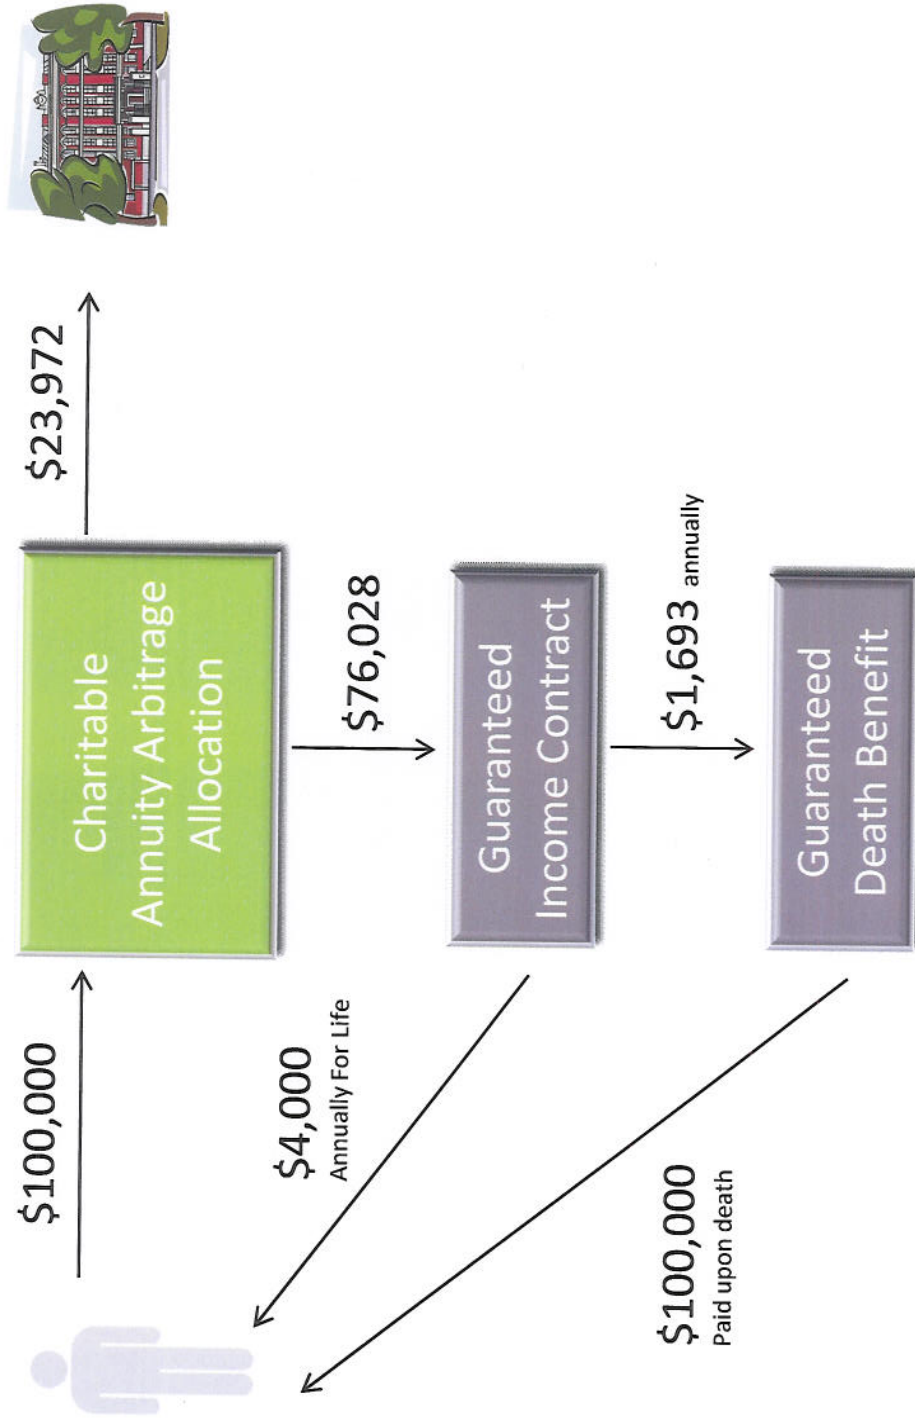 $100,000
Charitable
Annuity Arbitrage
Allocation
$23,972
$4,000
Annually For Life
$76,028
Guaranteed
Income Contract
$100,000
Paid upon death
$1,693 annually
Guaranteed
Death Benefit